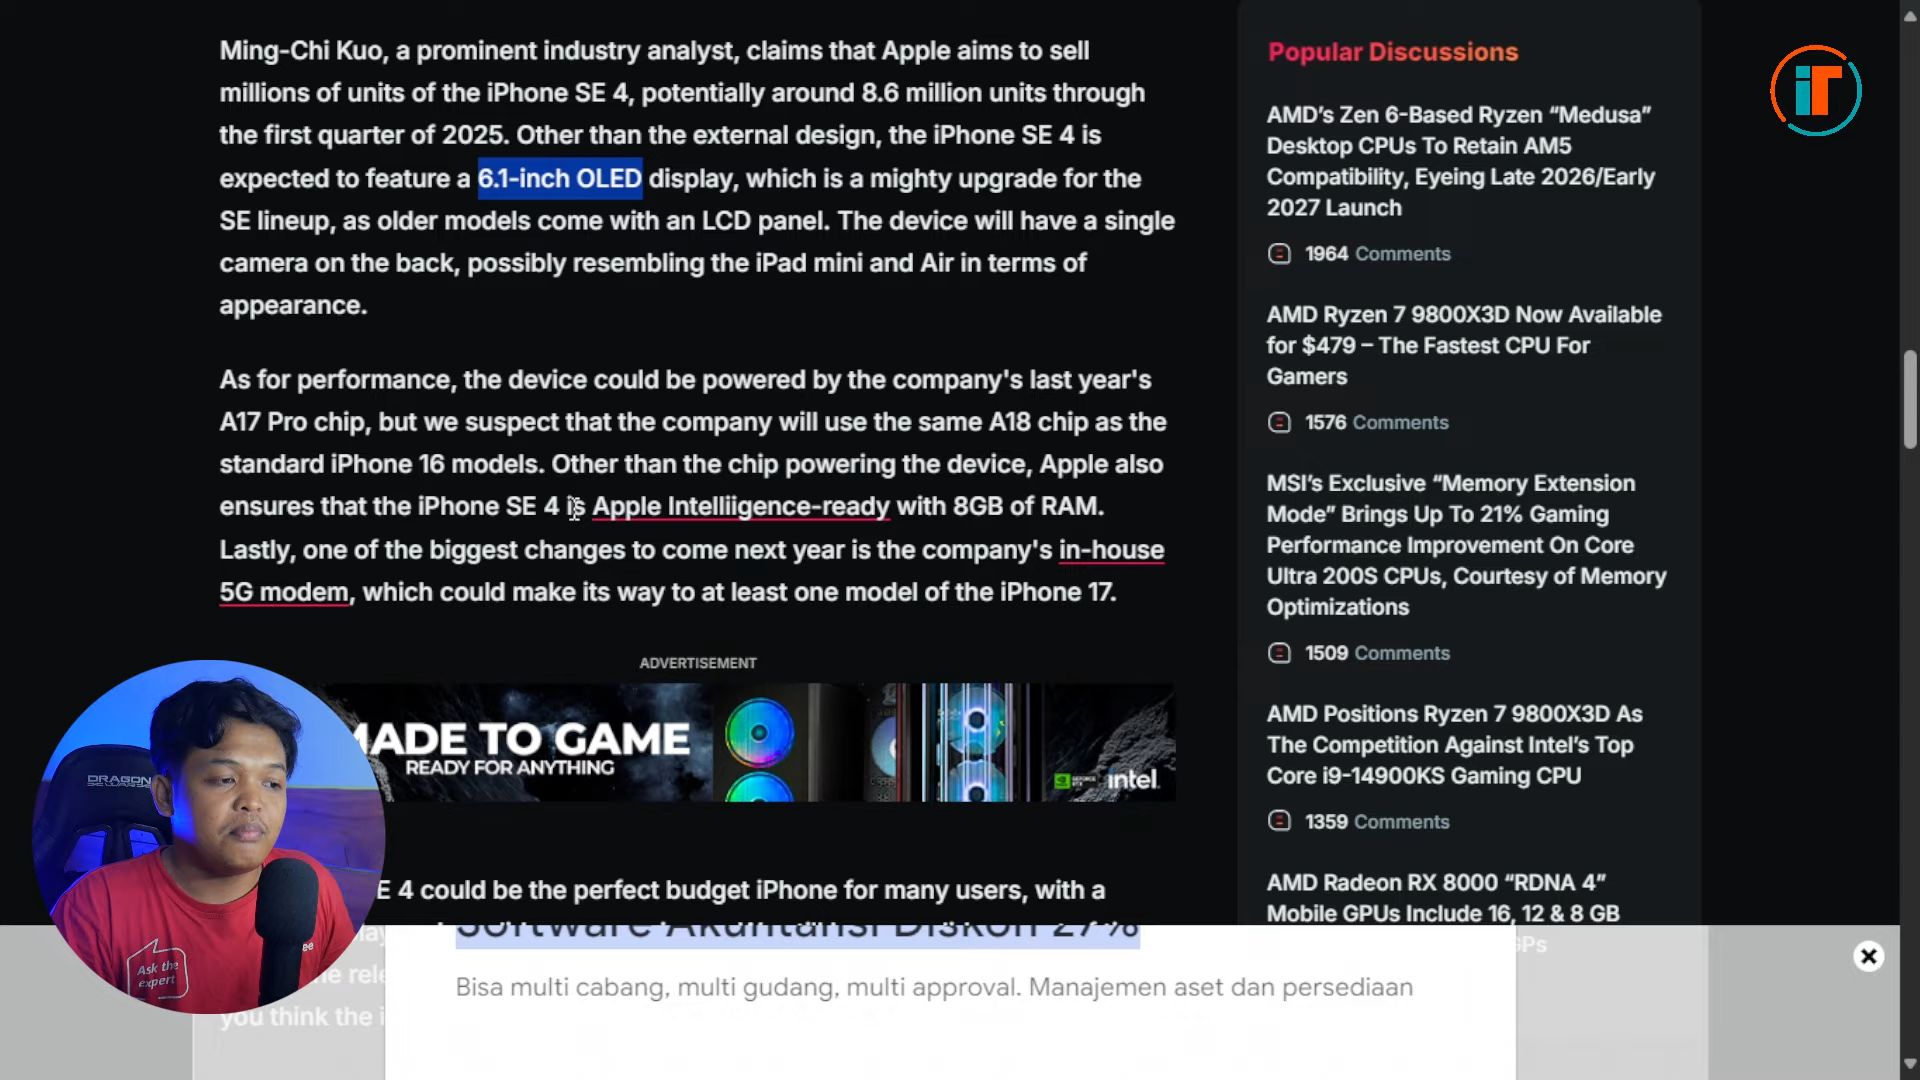 Ming-Chi Kuo, a prominent industry analyst, claims that Apple aims to sell
millions of units of the iPhone SE 4, potentially around 8.6 million units through
the first quarter of 2025. Other than the external design, the iPhone SE 4 is
expected to feature a 6.1-inch OLED display, which is a mighty upgrade for the
SE lineup, as older models come with an LCD panel. The device will have a single
camera on the back, possibly resembling the iPad mini and Air in terms of
appearance.
As for performance, the device could be powered by the company's last year's
A17 Pro chip, but we suspect that the company will use the same A18 chip as the
standard iPhone 16 models. Other than the chip powering the device, Apple also
ensures that the iPhone SE 4 is Apple Intelliigence-ready with 8GB of RAM.
Lastly, one of the biggest changes to come next year is the company's in-house
5G modem, which could make its way to at least one model of the iPhone 17.
ADVERTISEMENT
MADE TO GAME
READY FOR ANYTHING
intel.
E 4 could be the perfect budget iPhone for many users, with a
you think the i
Software Akuntansi Diskon 27%
Bisa multi cabang, multi gudang, multi approval. Manajemen aset dan persediaan
DRAGON
Ask the
expert
Popular Discussions
AMD's Zen 6-Based Ryzen “Medusa”
Desktop CPUs To Retain AM5
Compatibility, Eyeing Late 2026/Early
2027 Launch
1964 Comments
AMD Ryzen 7 9800X3D Now Available
for $479 – The Fastest CPU For
Gamers
1576 Comments
MSI's Exclusive “Memory Extension
Mode” Brings Up To 21% Gaming
Performance Improvement On Core
Ultra 200S CPUs, Courtesy of Memory
Optimizations
1509 Comments
AMD Positions Ryzen 7 9800X3D As
The Competition Against Intel's Top
Core i9-14900KS Gaming CPU
1359 Comments
AMD Radeon RX 8000 “RDNA 4”
Mobile GPUs Include 16, 12 & 8 GB
GPs
iT